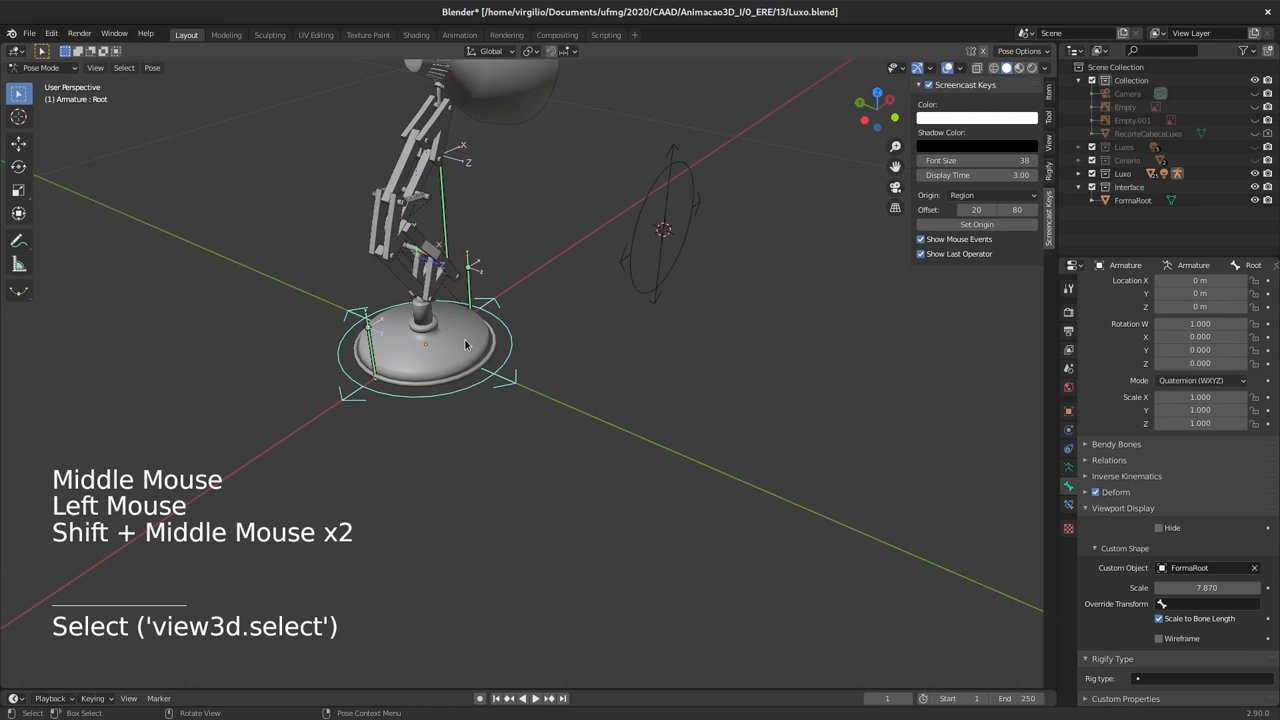 Blender* [/home/virgilio/Documents/ufmg/2020/CAAD/Animacao3D_I/0_ERE/13/Luxo.blend]
File Edit Render Window Help Layout Modeling Sculpting UV Editing Texture Paint Shading Animation Rendering Compositing Scripting Scene View Layer
Global Pose Options
Pose Mode View Select Pose
User Perspective
(1) Armature : Root
Screencast Keys
Color:
Shadow Color:
Font Size 38
Display Time 3.00
Origin: Region
Offset: 20 80
Set Origin
Show Mouse Events
Show Last Operator
Item
Tool
View
Rigify
Screencast Keys
X
Z
Middle Mouse
Left Mouse
Shift + Middle Mouse x2
Select ('view3d.select')
Scene Collection
Collection
Camera
Empty
Empty.001
RecorteCabecaLuxo
Luzes
Cenario
Luxo
Interface
FormaRoot
Armature Armature Root
Location X 0 m
Y 0 m
Z 0 m
Rotation W 1.000
X 0.000
Y 0.000
Z 0.000
Mode Quaternion (WXYZ)
Scale X 1.000
Y 1.000
Z 1.000
Bendy Bones
Relations
Inverse Kinematics
Deform
Viewport Display
Hide
Custom Shape
Custom Object FormaRoot
Scale 7.870
Override Transform
Scale to Bone Length
Wireframe
Rigify Type
Rig type:
Custom Properties
Playback Keying View Marker 1 Start 1 End 250
Select Box Select Rotate View Pose Context Menu 2.90.0